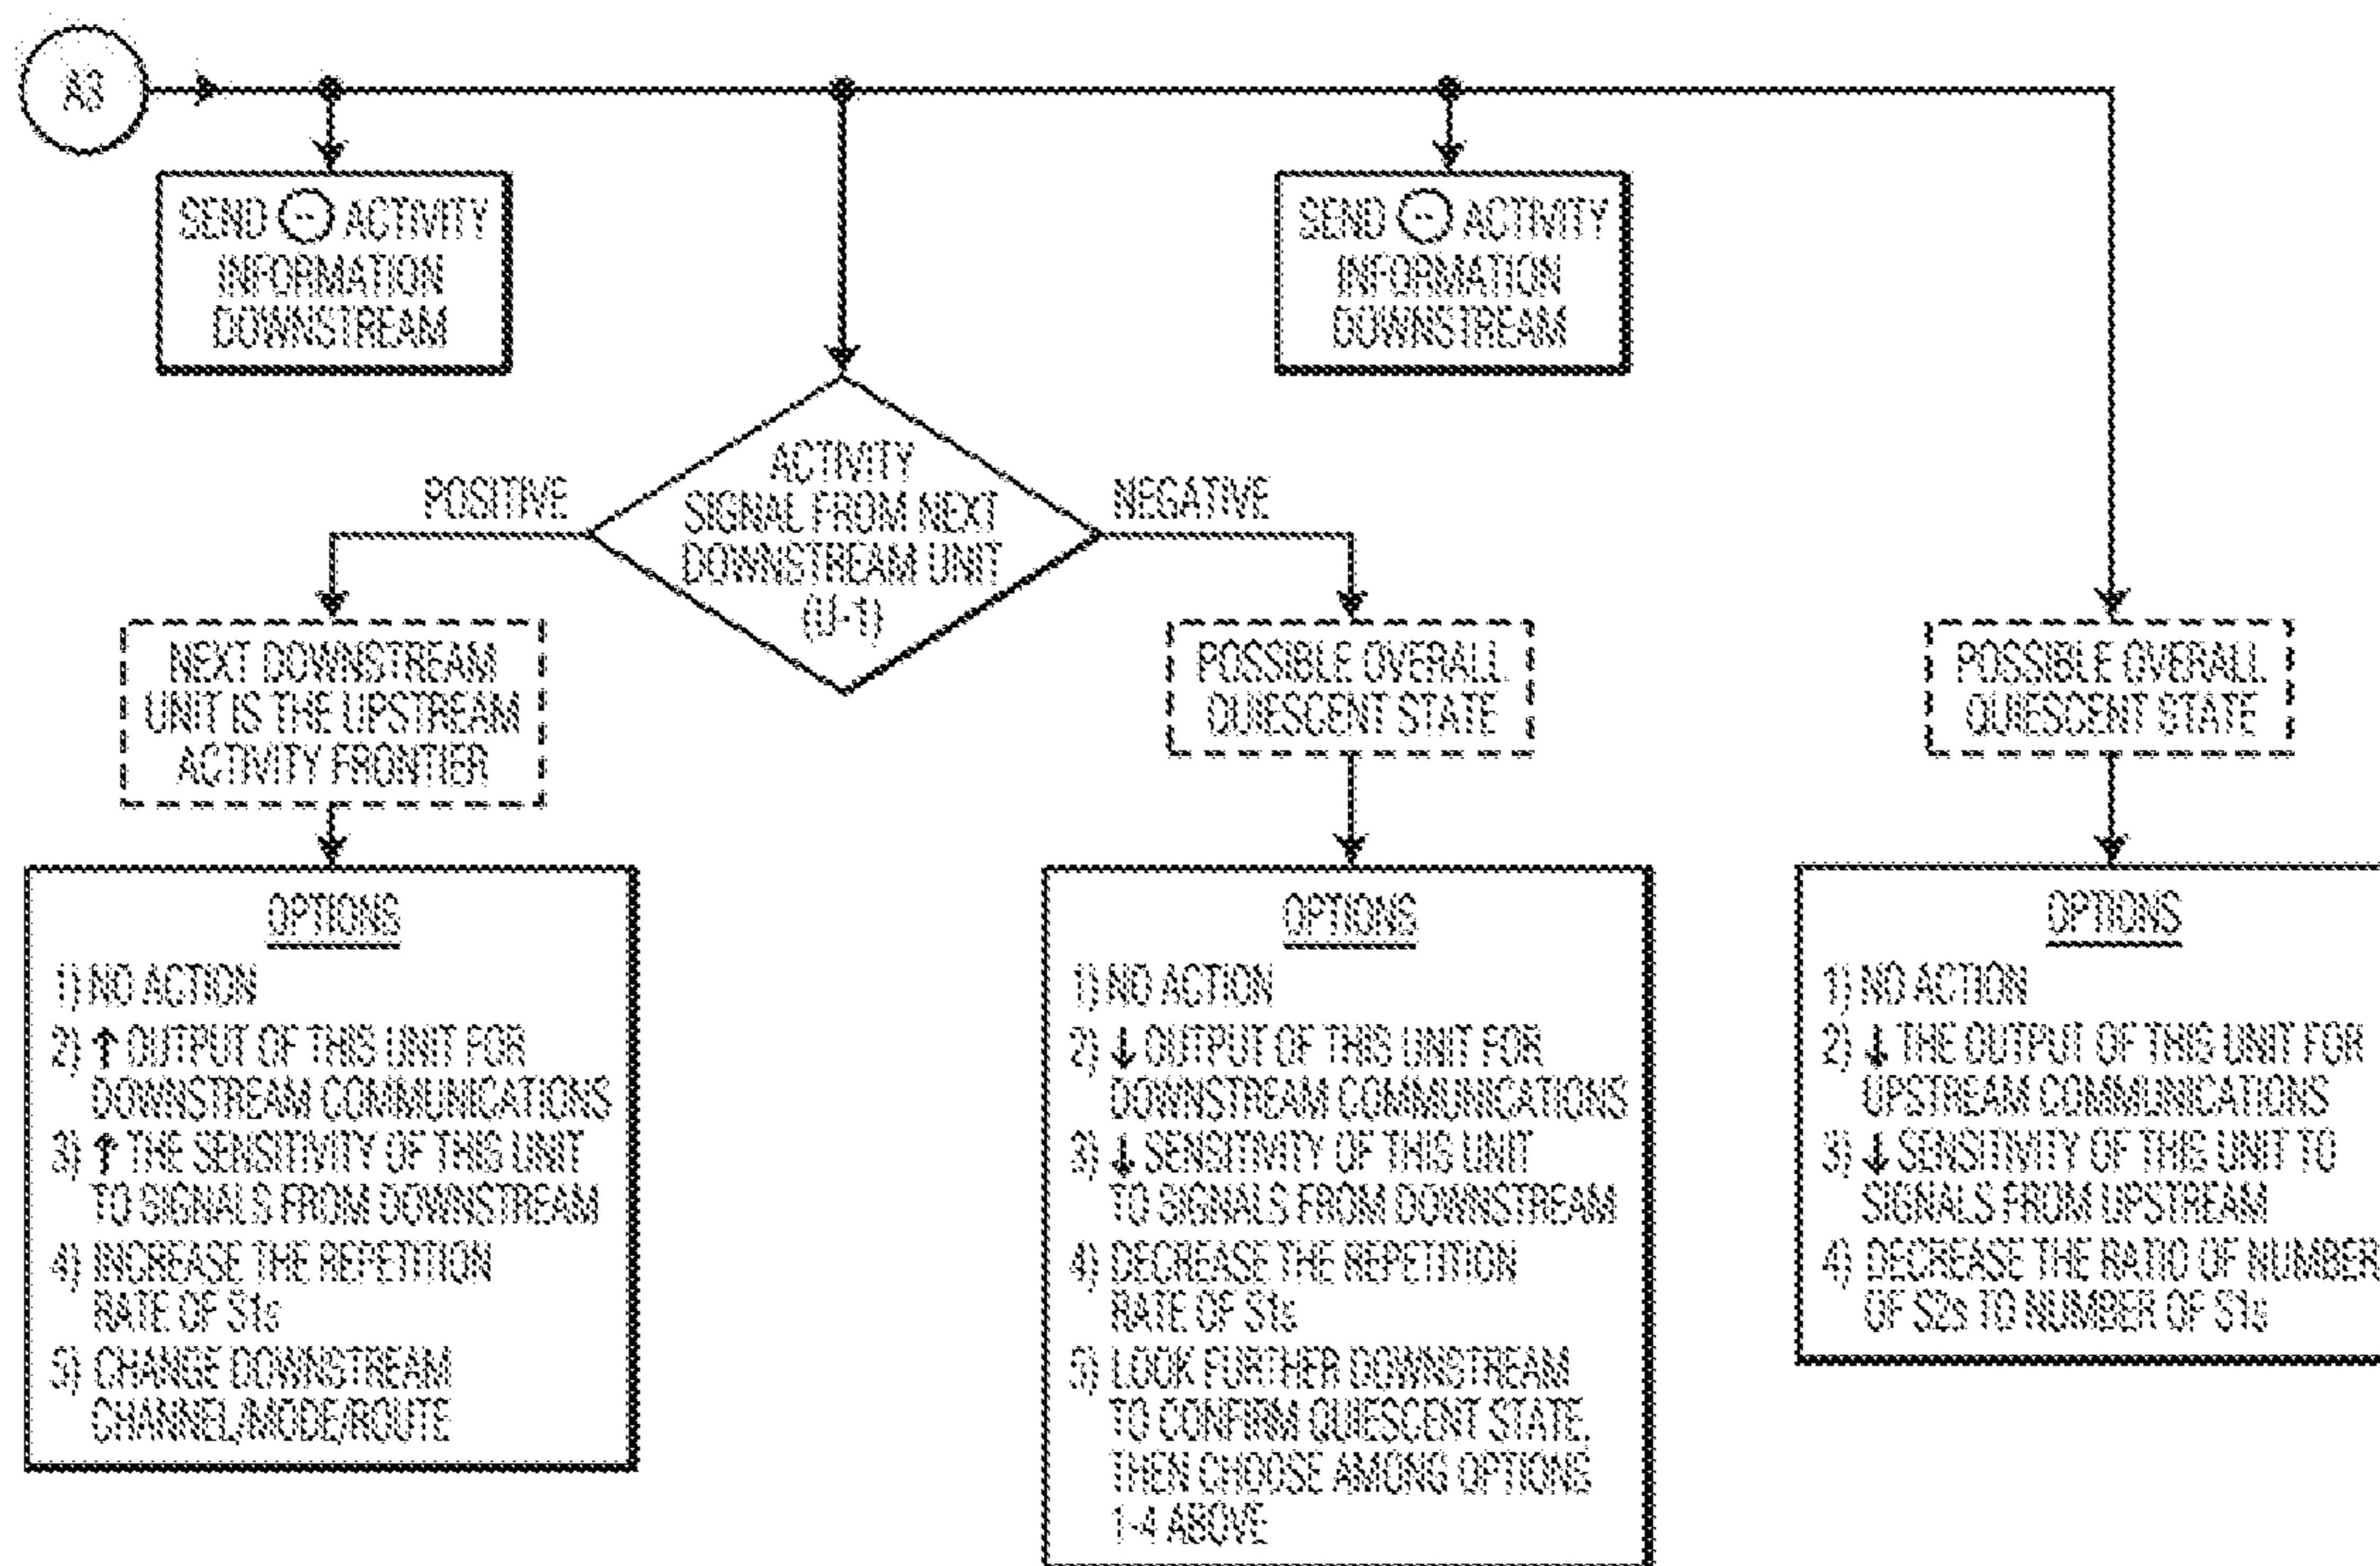 A3
SEND (-) ACTIVITY
INFORMATION
DOWNSTREAM
SEND (-) ACTIVITY
INFORMATION
DOWNSTREAM
ACTIVITY
SIGNAL FROM NEXT
DOWNSTREAM UNIT
(U-1)
POSITIVE
NEGATIVE
NEXT DOWNSTREAM
UNIT IS THE UPSTREAM
ACTIVITY FRONTIER
POSSIBLE OVERALL
QUIESCENT STATE
POSSIBLE OVERALL
QUIESCENT STATE
OPTIONS
1) NO ACTION
2) ↑ OUTPUT OF THIS UNIT FOR
DOWNSTREAM COMMUNICATIONS
3) ↑ THE SENSITIVITY OF THIS UNIT
TO SIGNALS FROM DOWNSTREAM
4) INCREASE THE REPETITION
RATE OF S1s
5) CHANGE DOWNSTREAM
CHANNEL/MODE/ROUTE
OPTIONS
1) NO ACTION
2) ↓ OUTPUT OF THIS UNIT FOR
DOWNSTREAM COMMUNICATIONS
3) ↓ SENSITIVITY OF THIS UNIT
TO SIGNALS FROM DOWNSTREAM
4) DECREASE THE REPETITION
RATE OF S1s
5) LOOK FURTHER DOWNSTREAM
TO CONFIRM QUIESCENT STATE,
THEN CHOOSE AMONG OPTIONS
1-4 ABOVE
OPTIONS
1) NO ACTION
2) ↓ THE OUTPUT OF THIS UNIT FOR
UPSTREAM COMMUNICATIONS
3) ↓ SENSITIVITY OF THIS UNIT TO
SIGNALS FROM UPSTREAM
4) DECREASE THE RATIO OF NUMBER
OF S2s TO NUMBER OF S1s